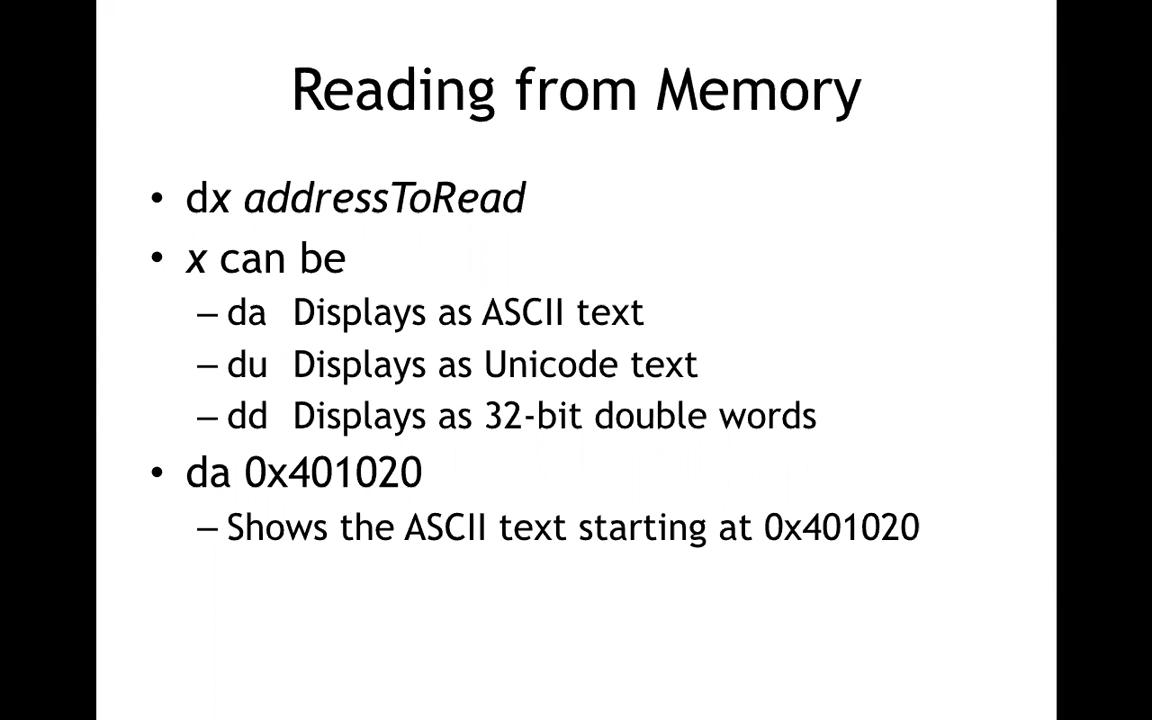 Reading from Memory
• dx addressToRead
• x can be
– da Displays as ASCII text
– du Displays as Unicode text
– dd Displays as 32-bit double words
• da 0x401020
– Shows the ASCII text starting at 0x401020